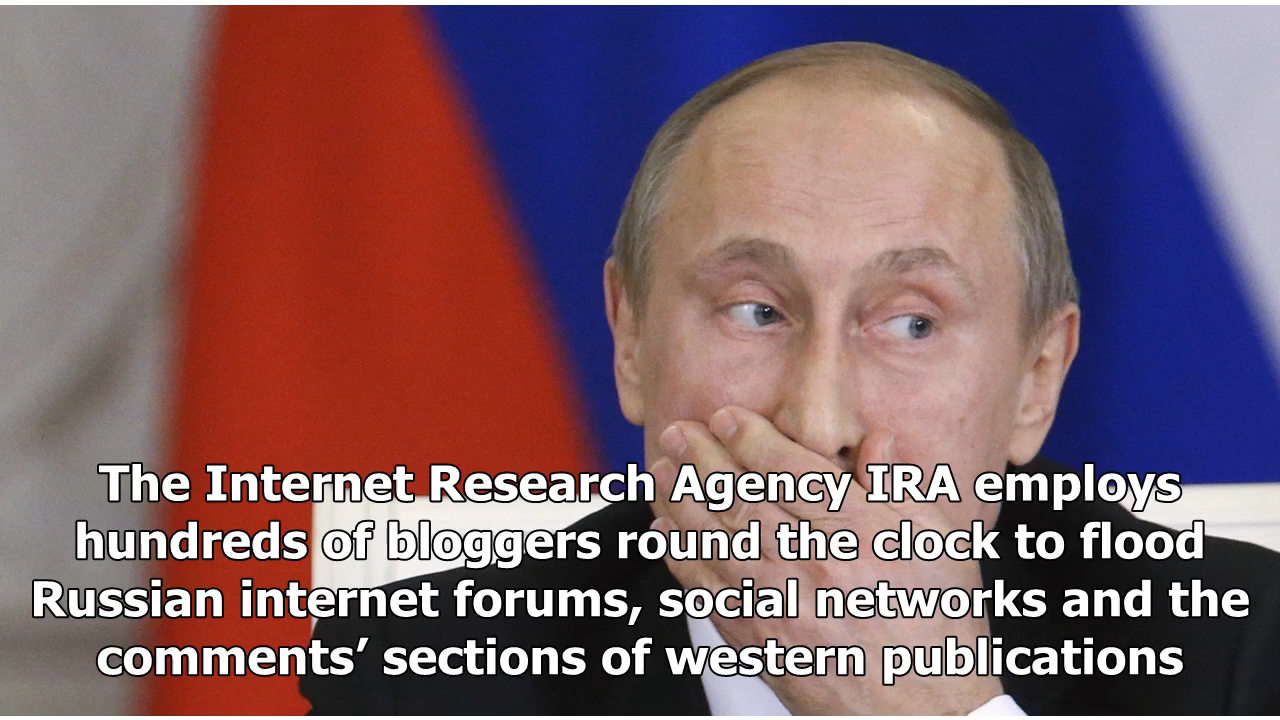 The Internet Research Agency IRA employs
hundreds of bloggers round the clock to flood
Russian internet forums, social networks and the
comments’ sections of western publications